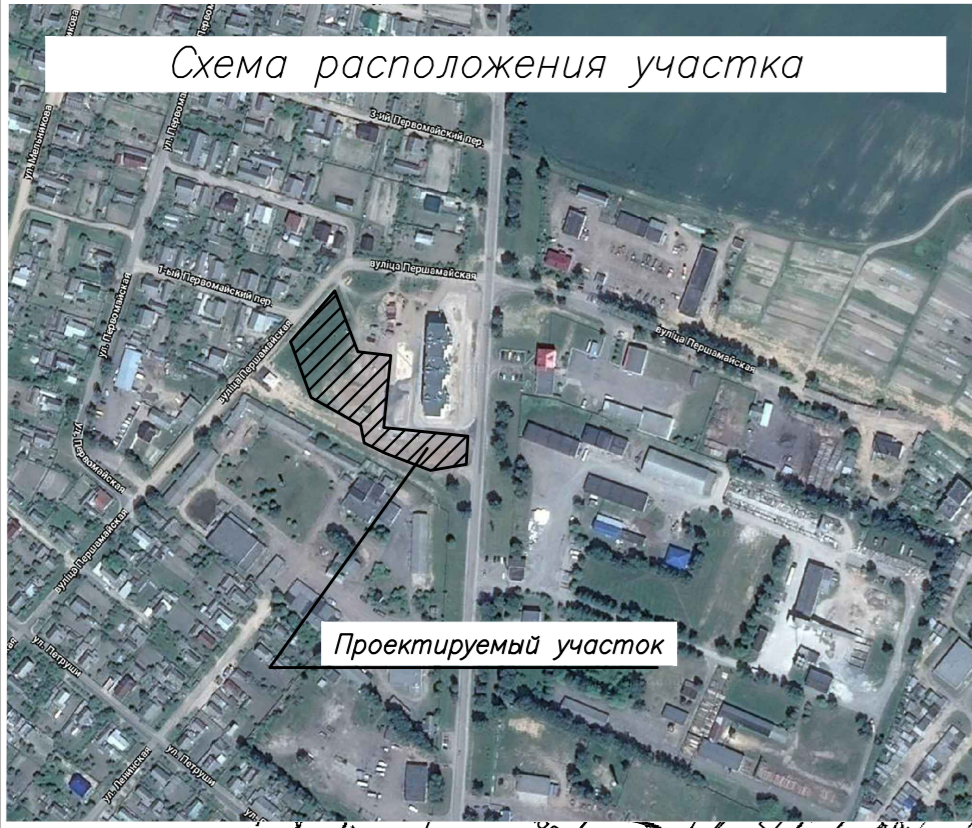 Схема расположения участка
ул. Мельникова
3-ий Первомайский пер.
1-ый Первомайский пер.
вуліца Першамайская
ул. Первомайская
вуліца Першамайская
вуліца Першамайская
ул. Первомайская
вуліца Першамайская
Проектируемый участок
ул. Петруши
ул. Ленинская
ул. Петруши